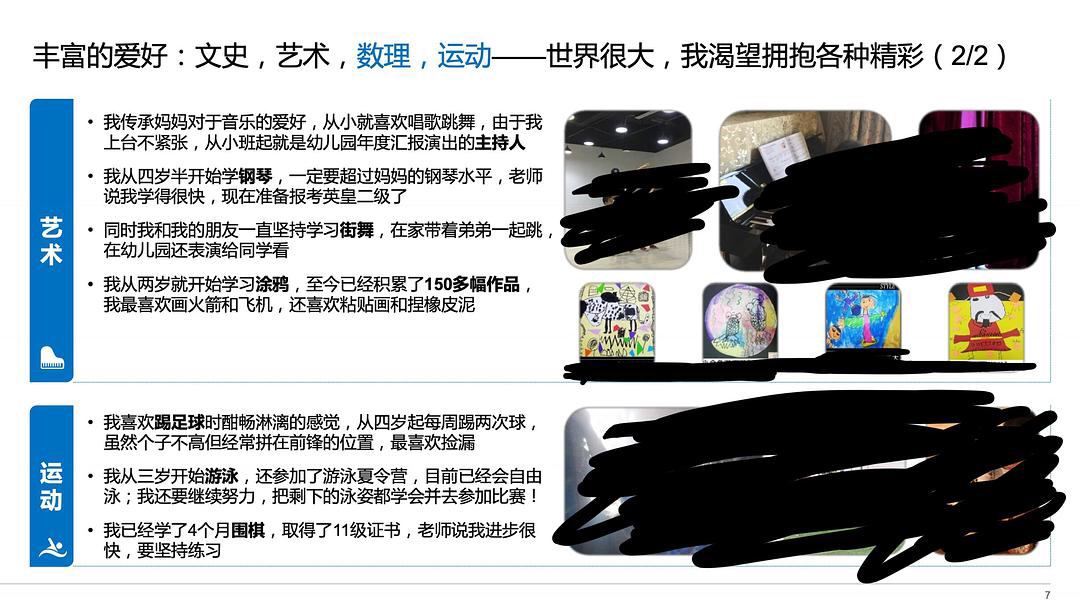 丰富的爱好：文史，艺术，数理，运动——世界很大，我渴望拥抱各种精彩（2/2）
艺术
• 我传承妈妈对于音乐的爱好，从小就喜欢唱歌跳舞，由于我
上台不紧张，从小班起就是幼儿园年度汇报演出的主持人
• 我从四岁半开始学钢琴，一定要超过妈妈的钢琴水平，老师
说我学得很快，现在准备报考英皇二级了
• 同时我和我的朋友一直坚持学习街舞，在家带着弟弟一起跳，
在幼儿园还表演给同学看
• 我从两岁就开始学习涂鸦，至今已经积累了150多幅作品，
我最喜欢画火箭和飞机，还喜欢粘贴画和捏橡皮泥
STYLE
运动
• 我喜欢踢足球时酣畅淋漓的感觉，从四岁起每周踢两次球，
虽然个子不高但经常拼在前锋的位置，最喜欢捡漏
• 我从三岁开始游泳，还参加了游泳夏令营，目前已经会自由
泳；我还要继续努力，把剩下的泳姿都学会并去参加比赛！
• 我已经学了4个月围棋，取得了11级证书，老师说我进步很
快，要坚持练习
7